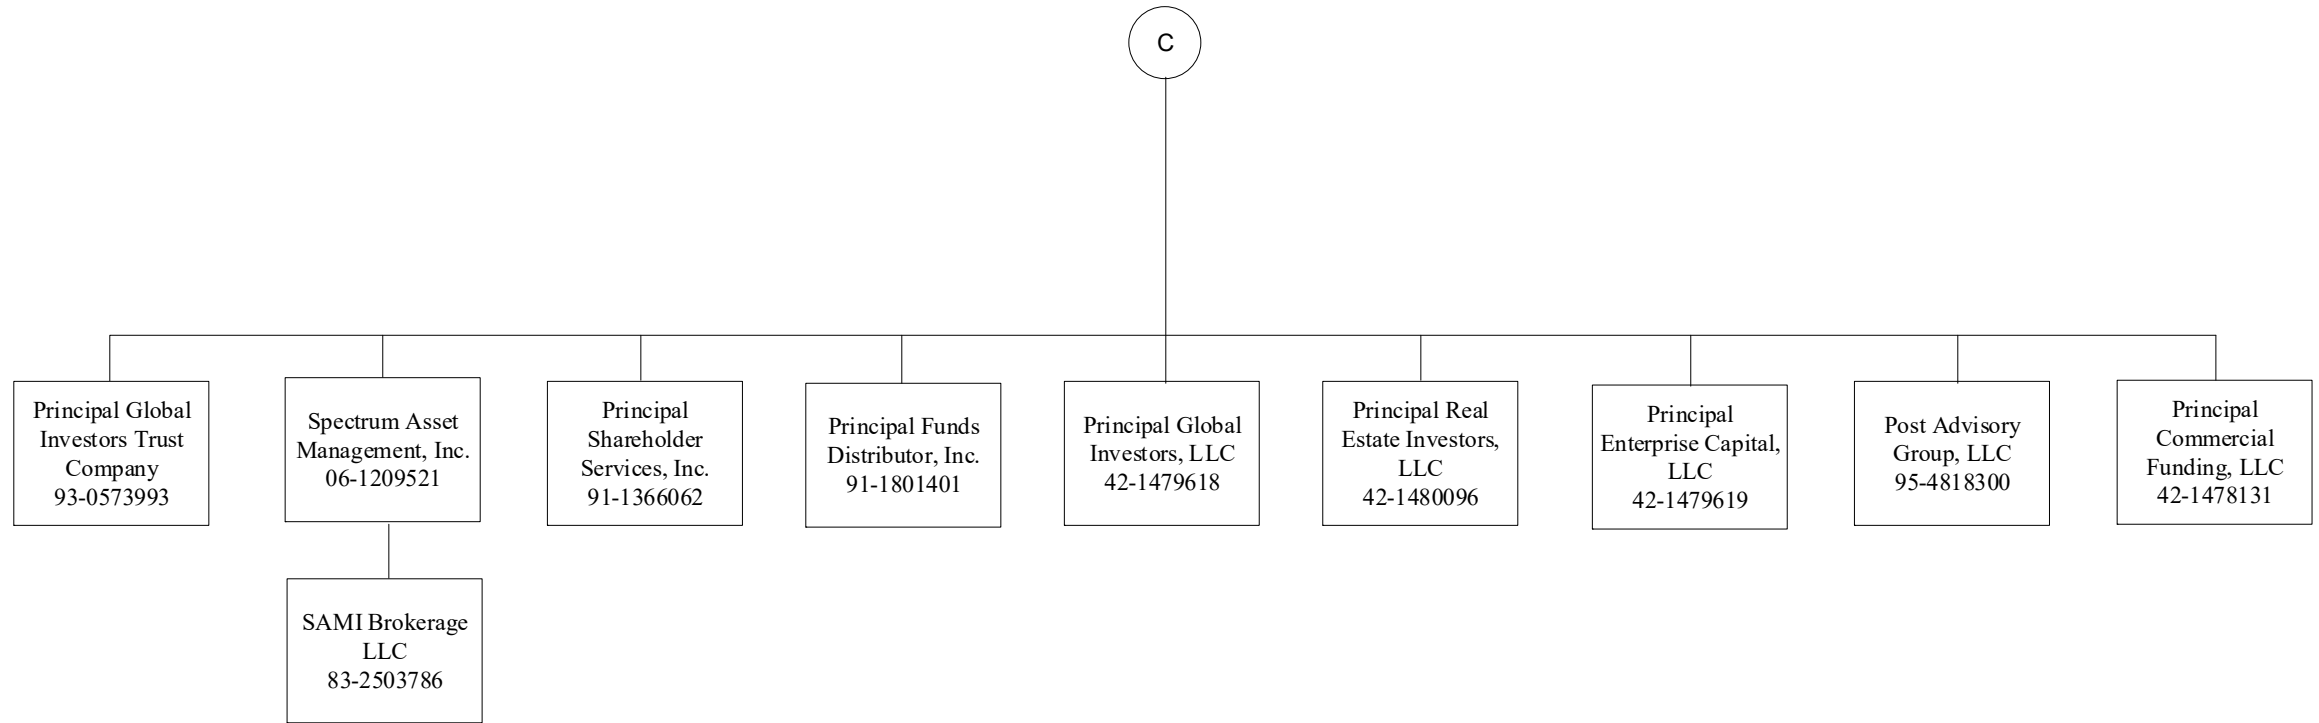 C
Principal Global
Investors Trust
Company
93-0573993
Spectrum Asset
Management, Inc.
06-1209521
Principal
Shareholder
Services, Inc.
91-1366062
Principal Funds
Distributor, Inc.
91-1801401
Principal Global
Investors, LLC
42-1479618
Principal Real
Estate Investors,
LLC
42-1480096
Principal
Enterprise Capital,
LLC
42-1479619
Post Advisory
Group, LLC
95-4818300
Principal
Commercial
Funding, LLC
42-1478131
SAMI Brokerage
LLC
83-2503786